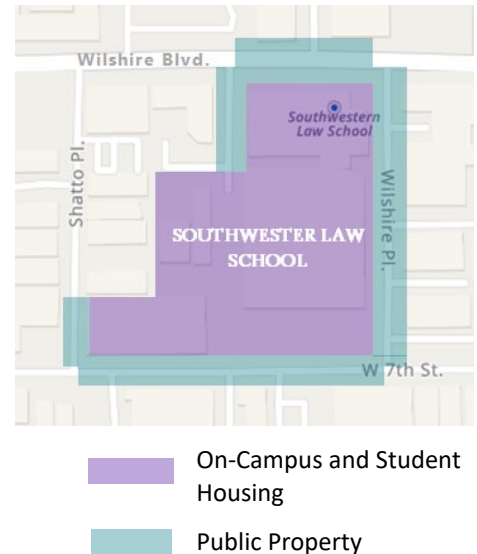 Wilshire Blvd.
Southwestern
Law School
Shatto Pl.
Wilshire Pl.
SOUTHWESTER LAW
SCHOOL
W 7th St.
On-Campus and Student
Housing
Public Property